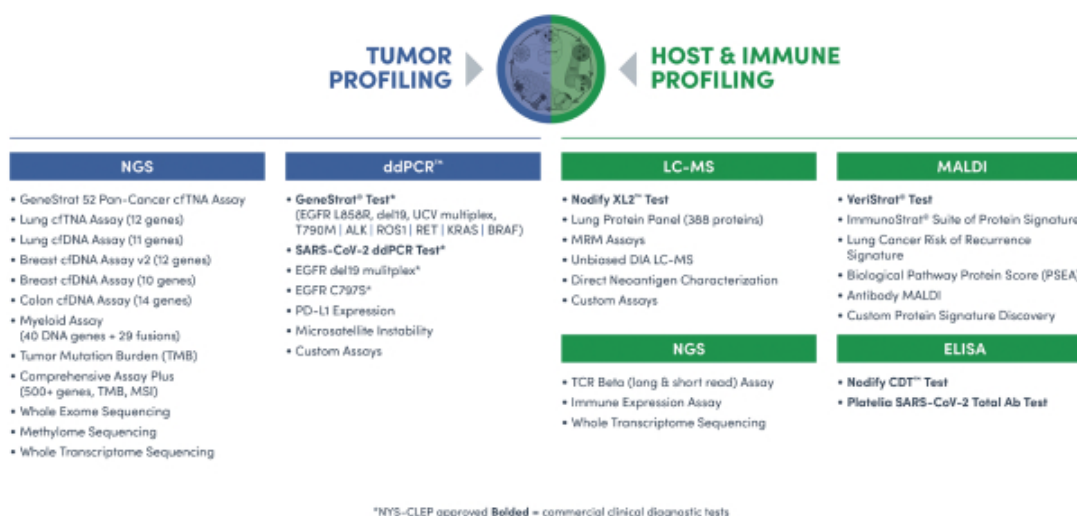 TUMOR
PROFILING
HOST & IMMUNE
PROFILING
NGS
• GeneStrat 52 Pan-Cancer cfTNA Assay
• Lung cfTNA Assay (12 genes)
• Lung cfDNA Assay (11 genes)
• Breast cfDNA Assay v2 (12 genes)
• Breast cfDNA Assay (10 genes)
• Colon cfDNA Assay (14 genes)
• Myeloid Assay
(40 DNA genes + 29 fusions)
• Tumor Mutation Burden (TMB)
• Comprehensive Assay Plus
(500+ genes, TMB, MSI)
• Whole Exome Sequencing
• Methylome Sequencing
• Whole Transcriptome Sequencing
ddPCR™
• GeneStrat® Test*
(EGFR L858R, del19, UCV multiplex,
T790M | ALK | ROS1 | RET | KRAS | BRAF)
• SARS-CoV-2 ddPCR Test*
• EGFR del19 mulitplex*
• EGFR C797S*
• PD-L1 Expression
• Microsatellite Instability
• Custom Assays
LC-MS
• Nodify XL2™ Test
• Lung Protein Panel (388 proteins)
• MRM Assays
• Unbiased DIA LC-MS
• Direct Neoantigen Characterization
• Custom Assays
NGS
• TCR Beta (long & short read) Assay
• Immune Expression Assay
• Whole Transcriptome Sequencing
MALDI
• VeriStrat® Test
• ImmunoStrat® Suite of Protein Signature
• Lung Cancer Risk of Recurrence
Signature
• Biological Pathway Protein Score (PSEA)
• Antibody MALDI
• Custom Protein Signature Discovery
ELISA
• Nodify CDT™ Test
• Platelia SARS-CoV-2 Total Ab Test
*NYS-CLEP approved Bolded = commercial clinical diagnostic tests